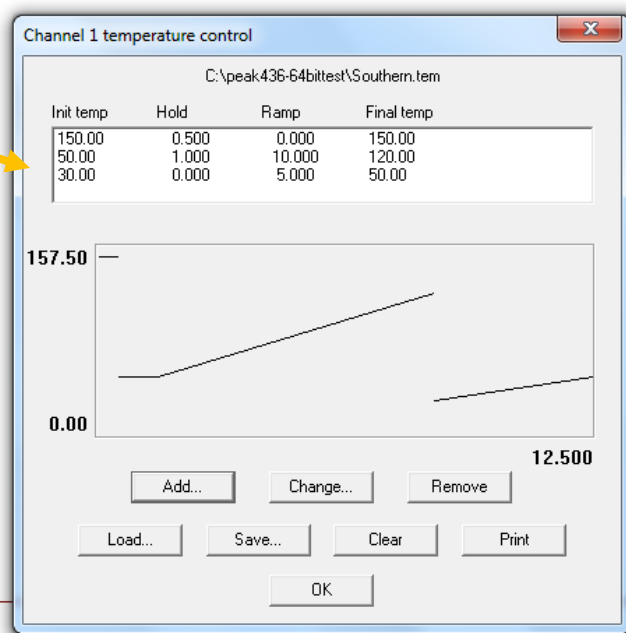 Channel 1 temperature control
C:\peak436-64bittest\Southern.tem
Init temp Hold Ramp Final temp
150.00 0.500 0.000 150.00
50.00 1.000 10.000 120.00
30.00 0.000 5.000 50.00
157.50
0.00
12.500
Add... Change... Remove
Load... Save... Clear Print
OK